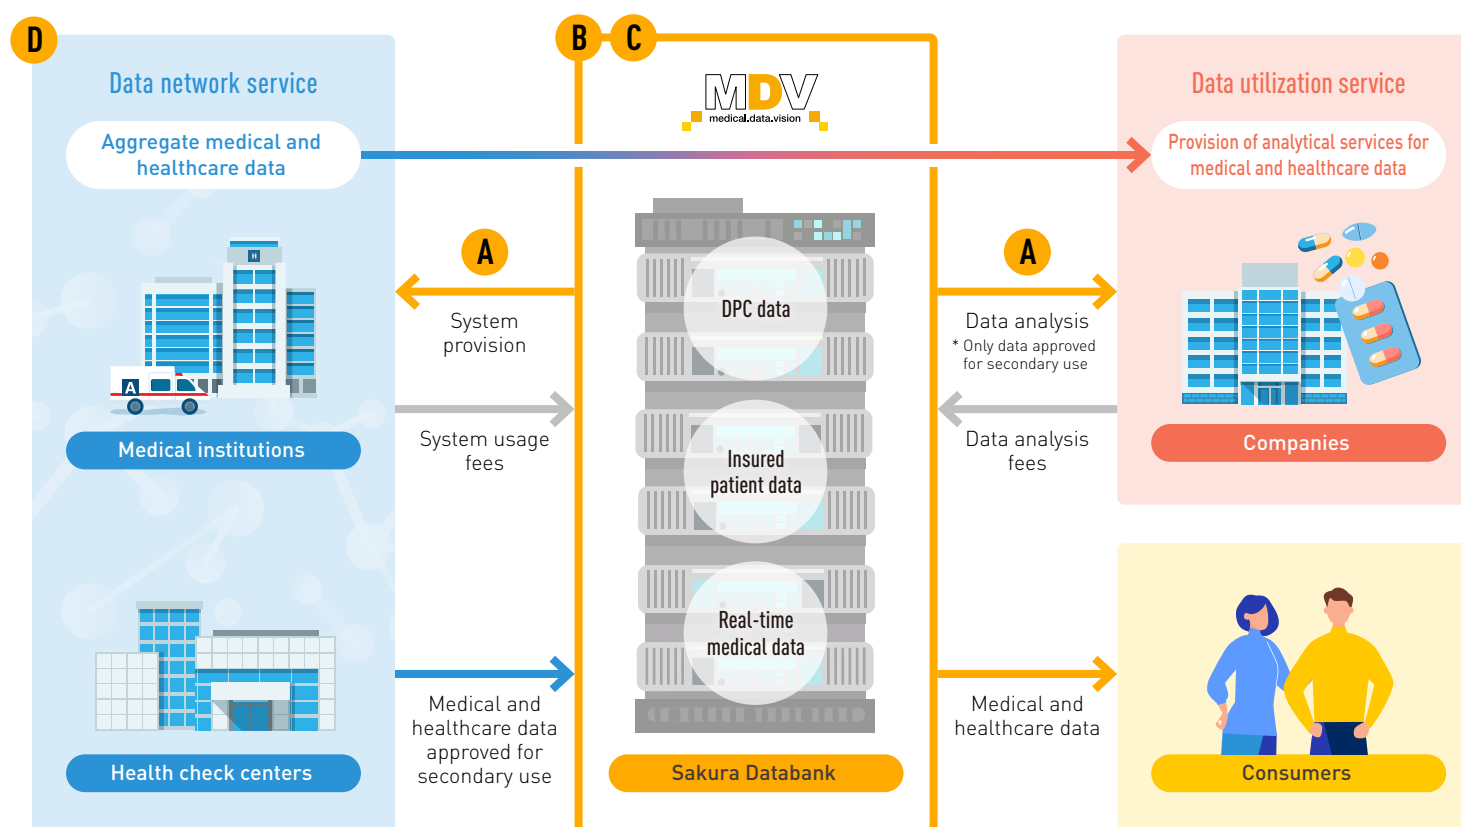 D
B
C
Data network service
Aggregate medical and
healthcare data
H
A
Medical institutions
Health check centers
A
System
provision
System usage
fees
Medical and
healthcare data
approved for
secondary use
MDV
medical.data.vision
DPC data
Insured
patient data
Real-time
medical data
Sakura Databank
A
Data analysis
* Only data approved
for secondary use
Data analysis
fees
Medical and
healthcare data
Data utilization service
Provision of analytical services for
medical and healthcare data
Companies
Consumers